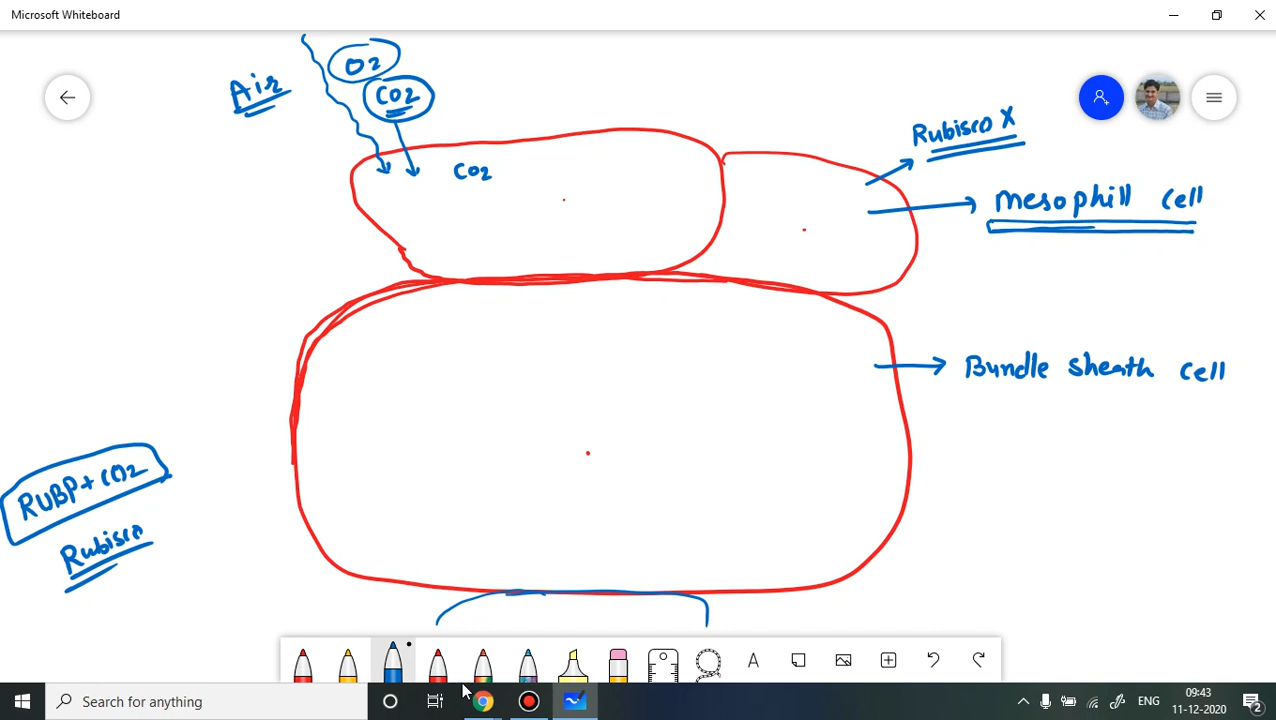 Microsoft Whiteboard
O2
Air
CO2
CO2
Rubisco X
mesophill cell
Bundle sheath cell
RUBP+ CO2
Rubisco
A
Search for anything
ENG
09:43
11-12-2020
2